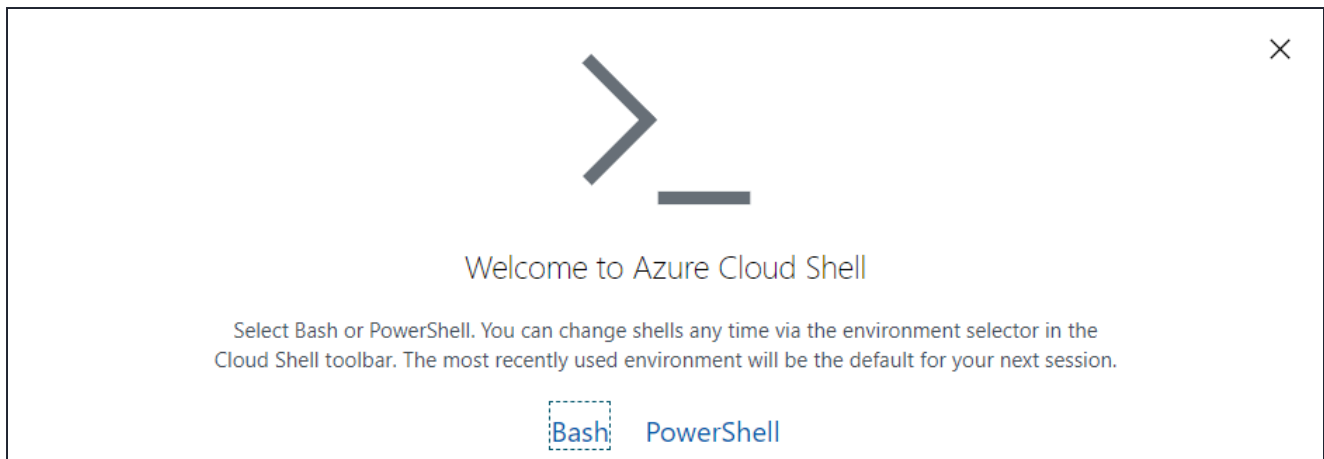 Welcome to Azure Cloud Shell
Select Bash or PowerShell. You can change shells any time via the environment selector in the
Cloud Shell toolbar. The most recently used environment will be the default for your next session.
Bash PowerShell